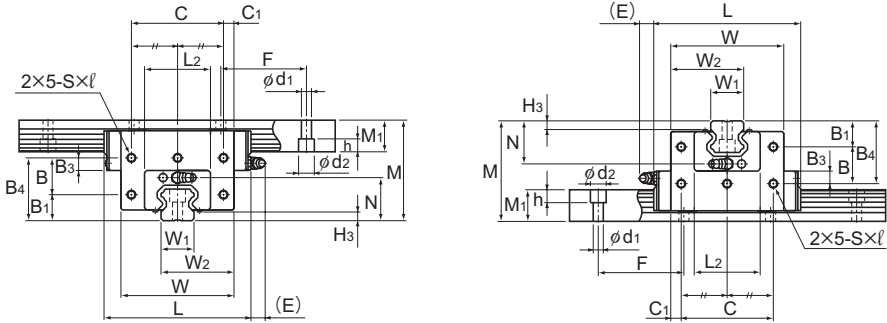 C
C1
L2
F
φd1
2×5-S×ℓ
M1
h
φd2
M
B3
B
B4
B1
N
H3
W1
W2
W
L
(E)
(E)
L
W
W2
W1
H3
N
M
M1
h
φd2
φd1
B1
B3
B
B4
2×5-S×ℓ
F
L2
C1
C